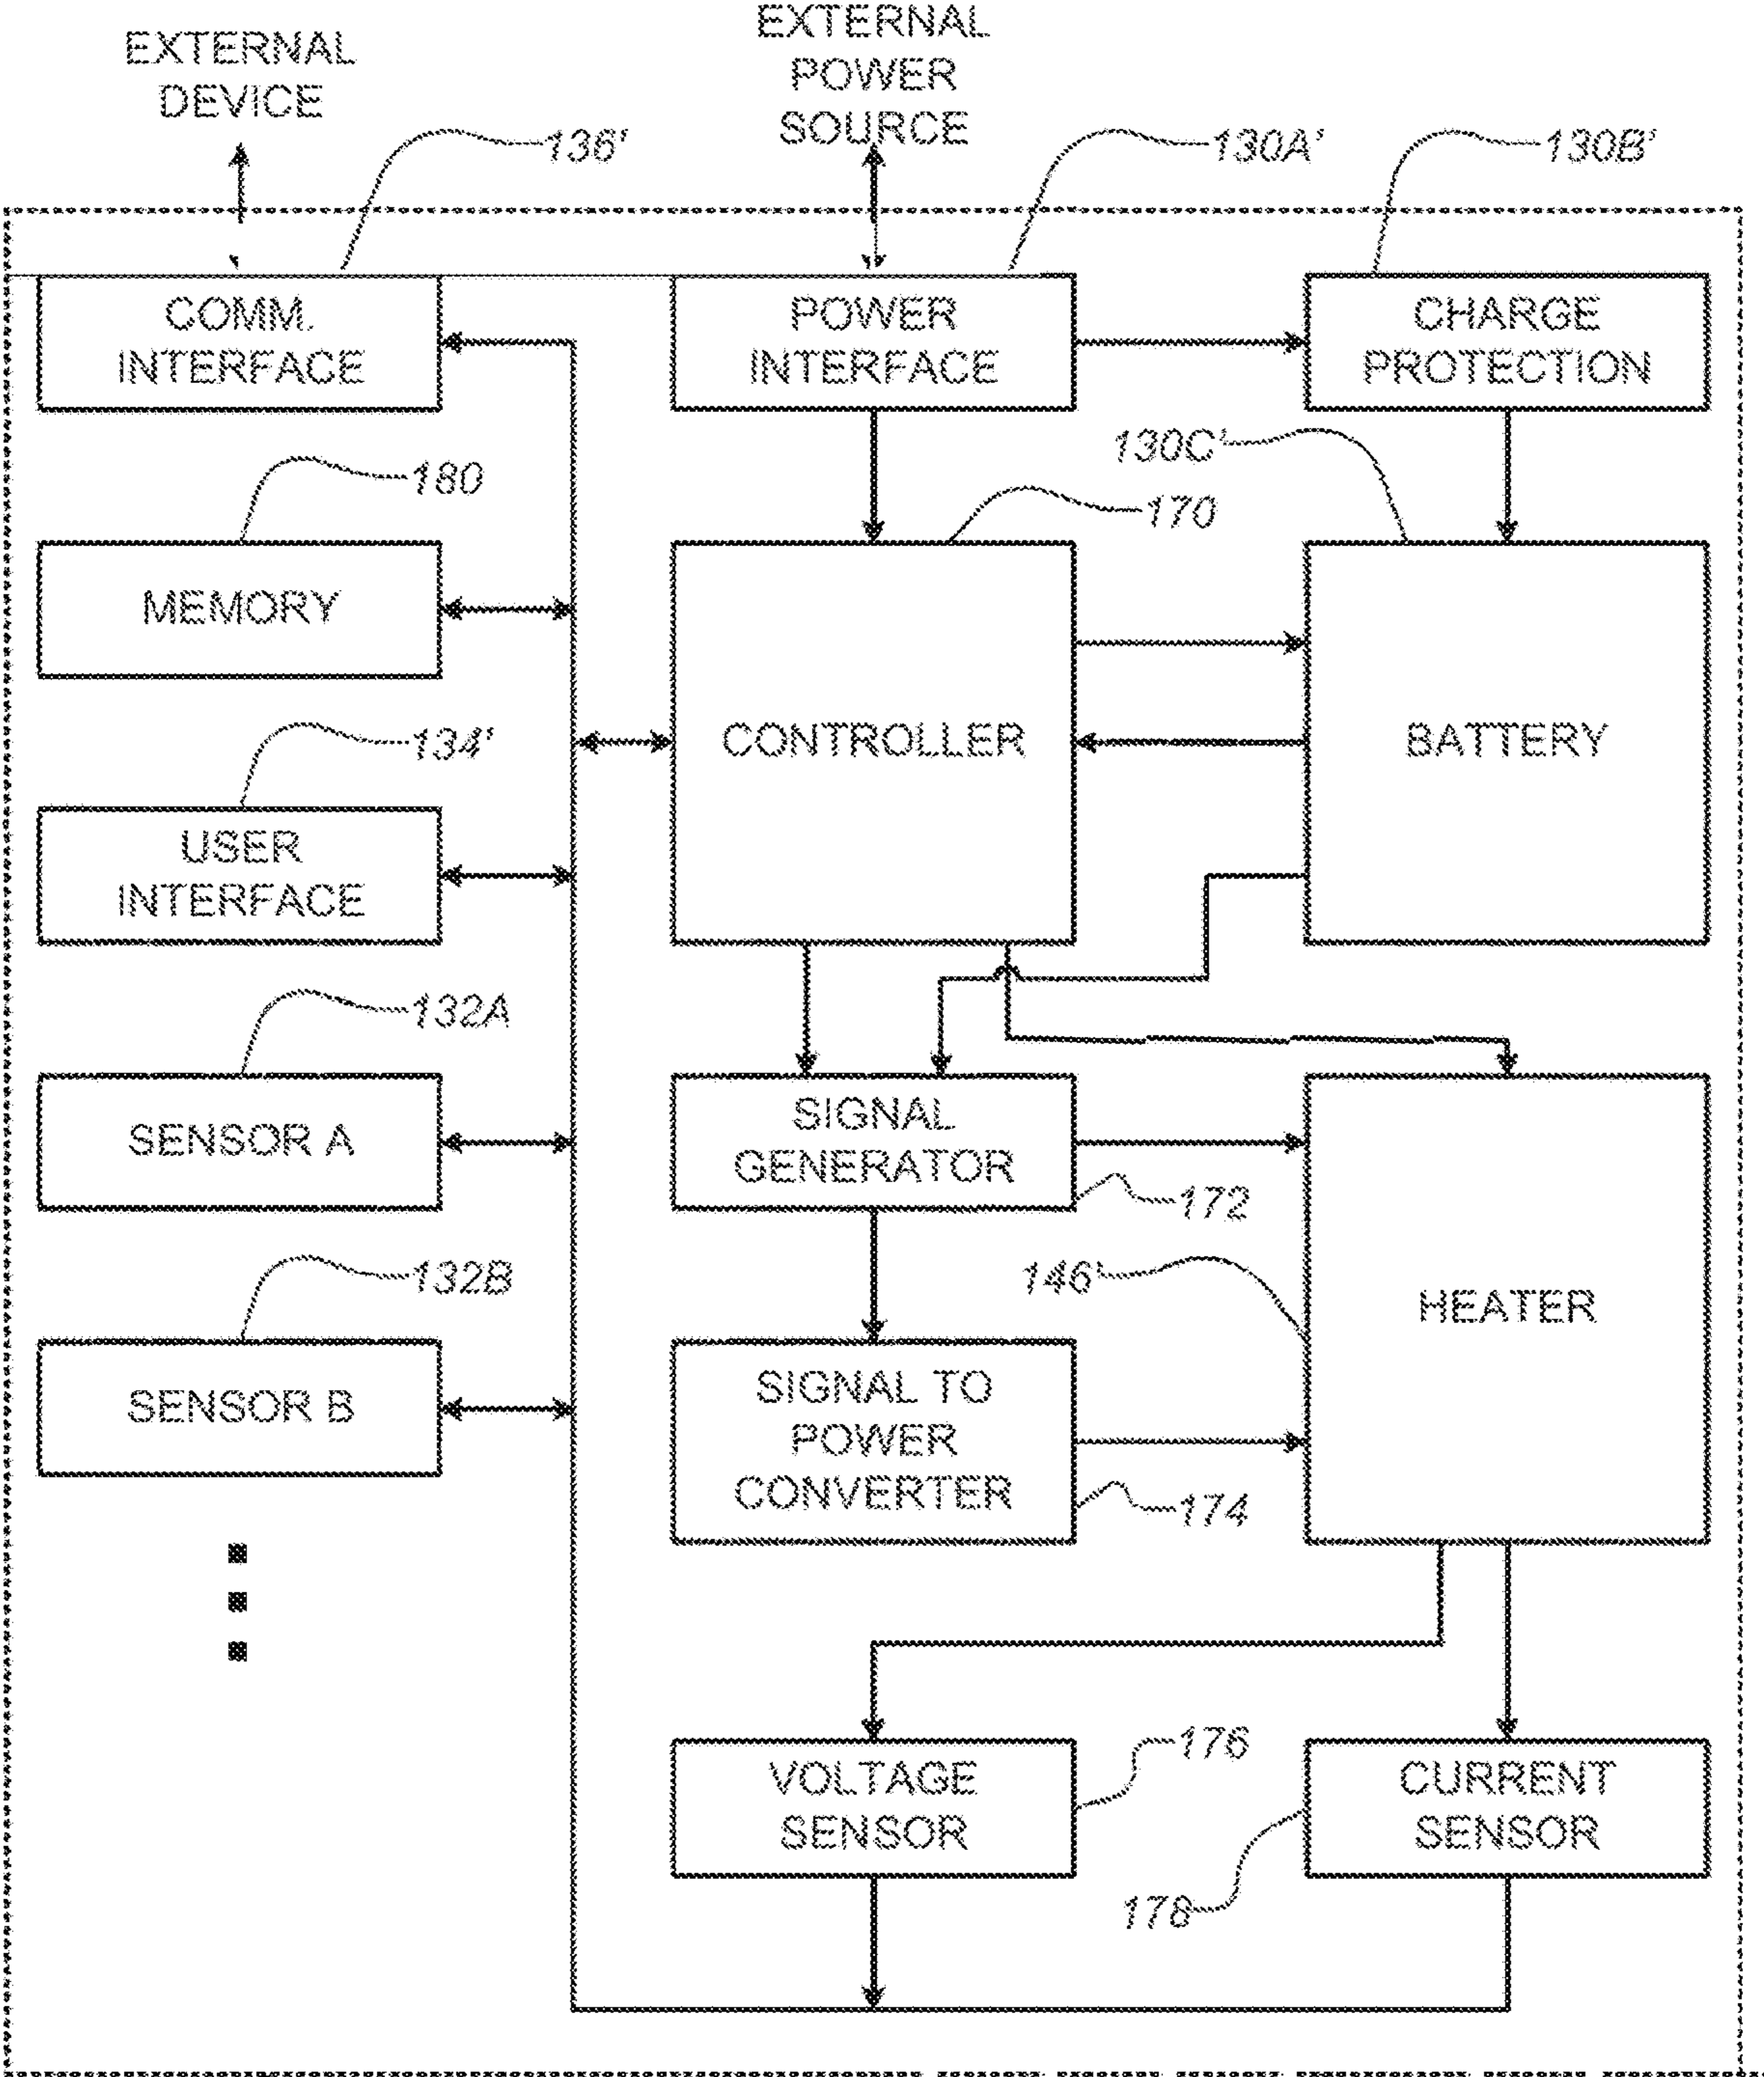 EXTERNAL
DEVICE
EXTERNAL
POWER
SOURCE
136'
130A'
130B'
COMM.
INTERFACE
POWER
INTERFACE
CHARGE
PROTECTION
180
130C'
170
MEMORY
CONTROLLER
BATTERY
134'
USER
INTERFACE
132A
SENSOR A
SIGNAL
GENERATOR
172
132B
146'
HEATER
SENSOR B
SIGNAL TO
POWER
CONVERTER
174
176
VOLTAGE
SENSOR
CURRENT
SENSOR
178